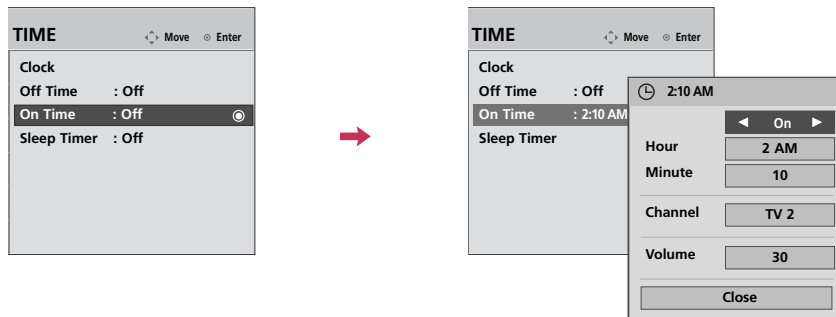 TIME Move Enter
Clock
Off Time : Off
On Time : Off
Sleep Timer : Off
TIME Move Enter
Clock
Off Time : Off
On Time : 2:10 AM
Sleep Timer
2:10 AM
◄ On ►
Hour 2 AM
Minute 10
Channel TV 2
Volume 30
Close